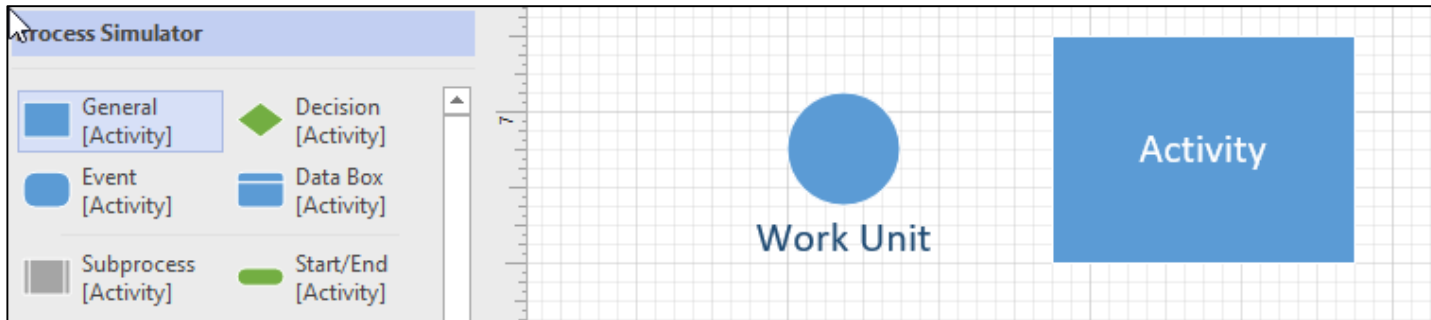 Process Simulator
General
[Activity]
Decision
[Activity]
Event
[Activity]
Data Box
[Activity]
Subprocess
[Activity]
Start/End
[Activity]
7
Work Unit
Activity